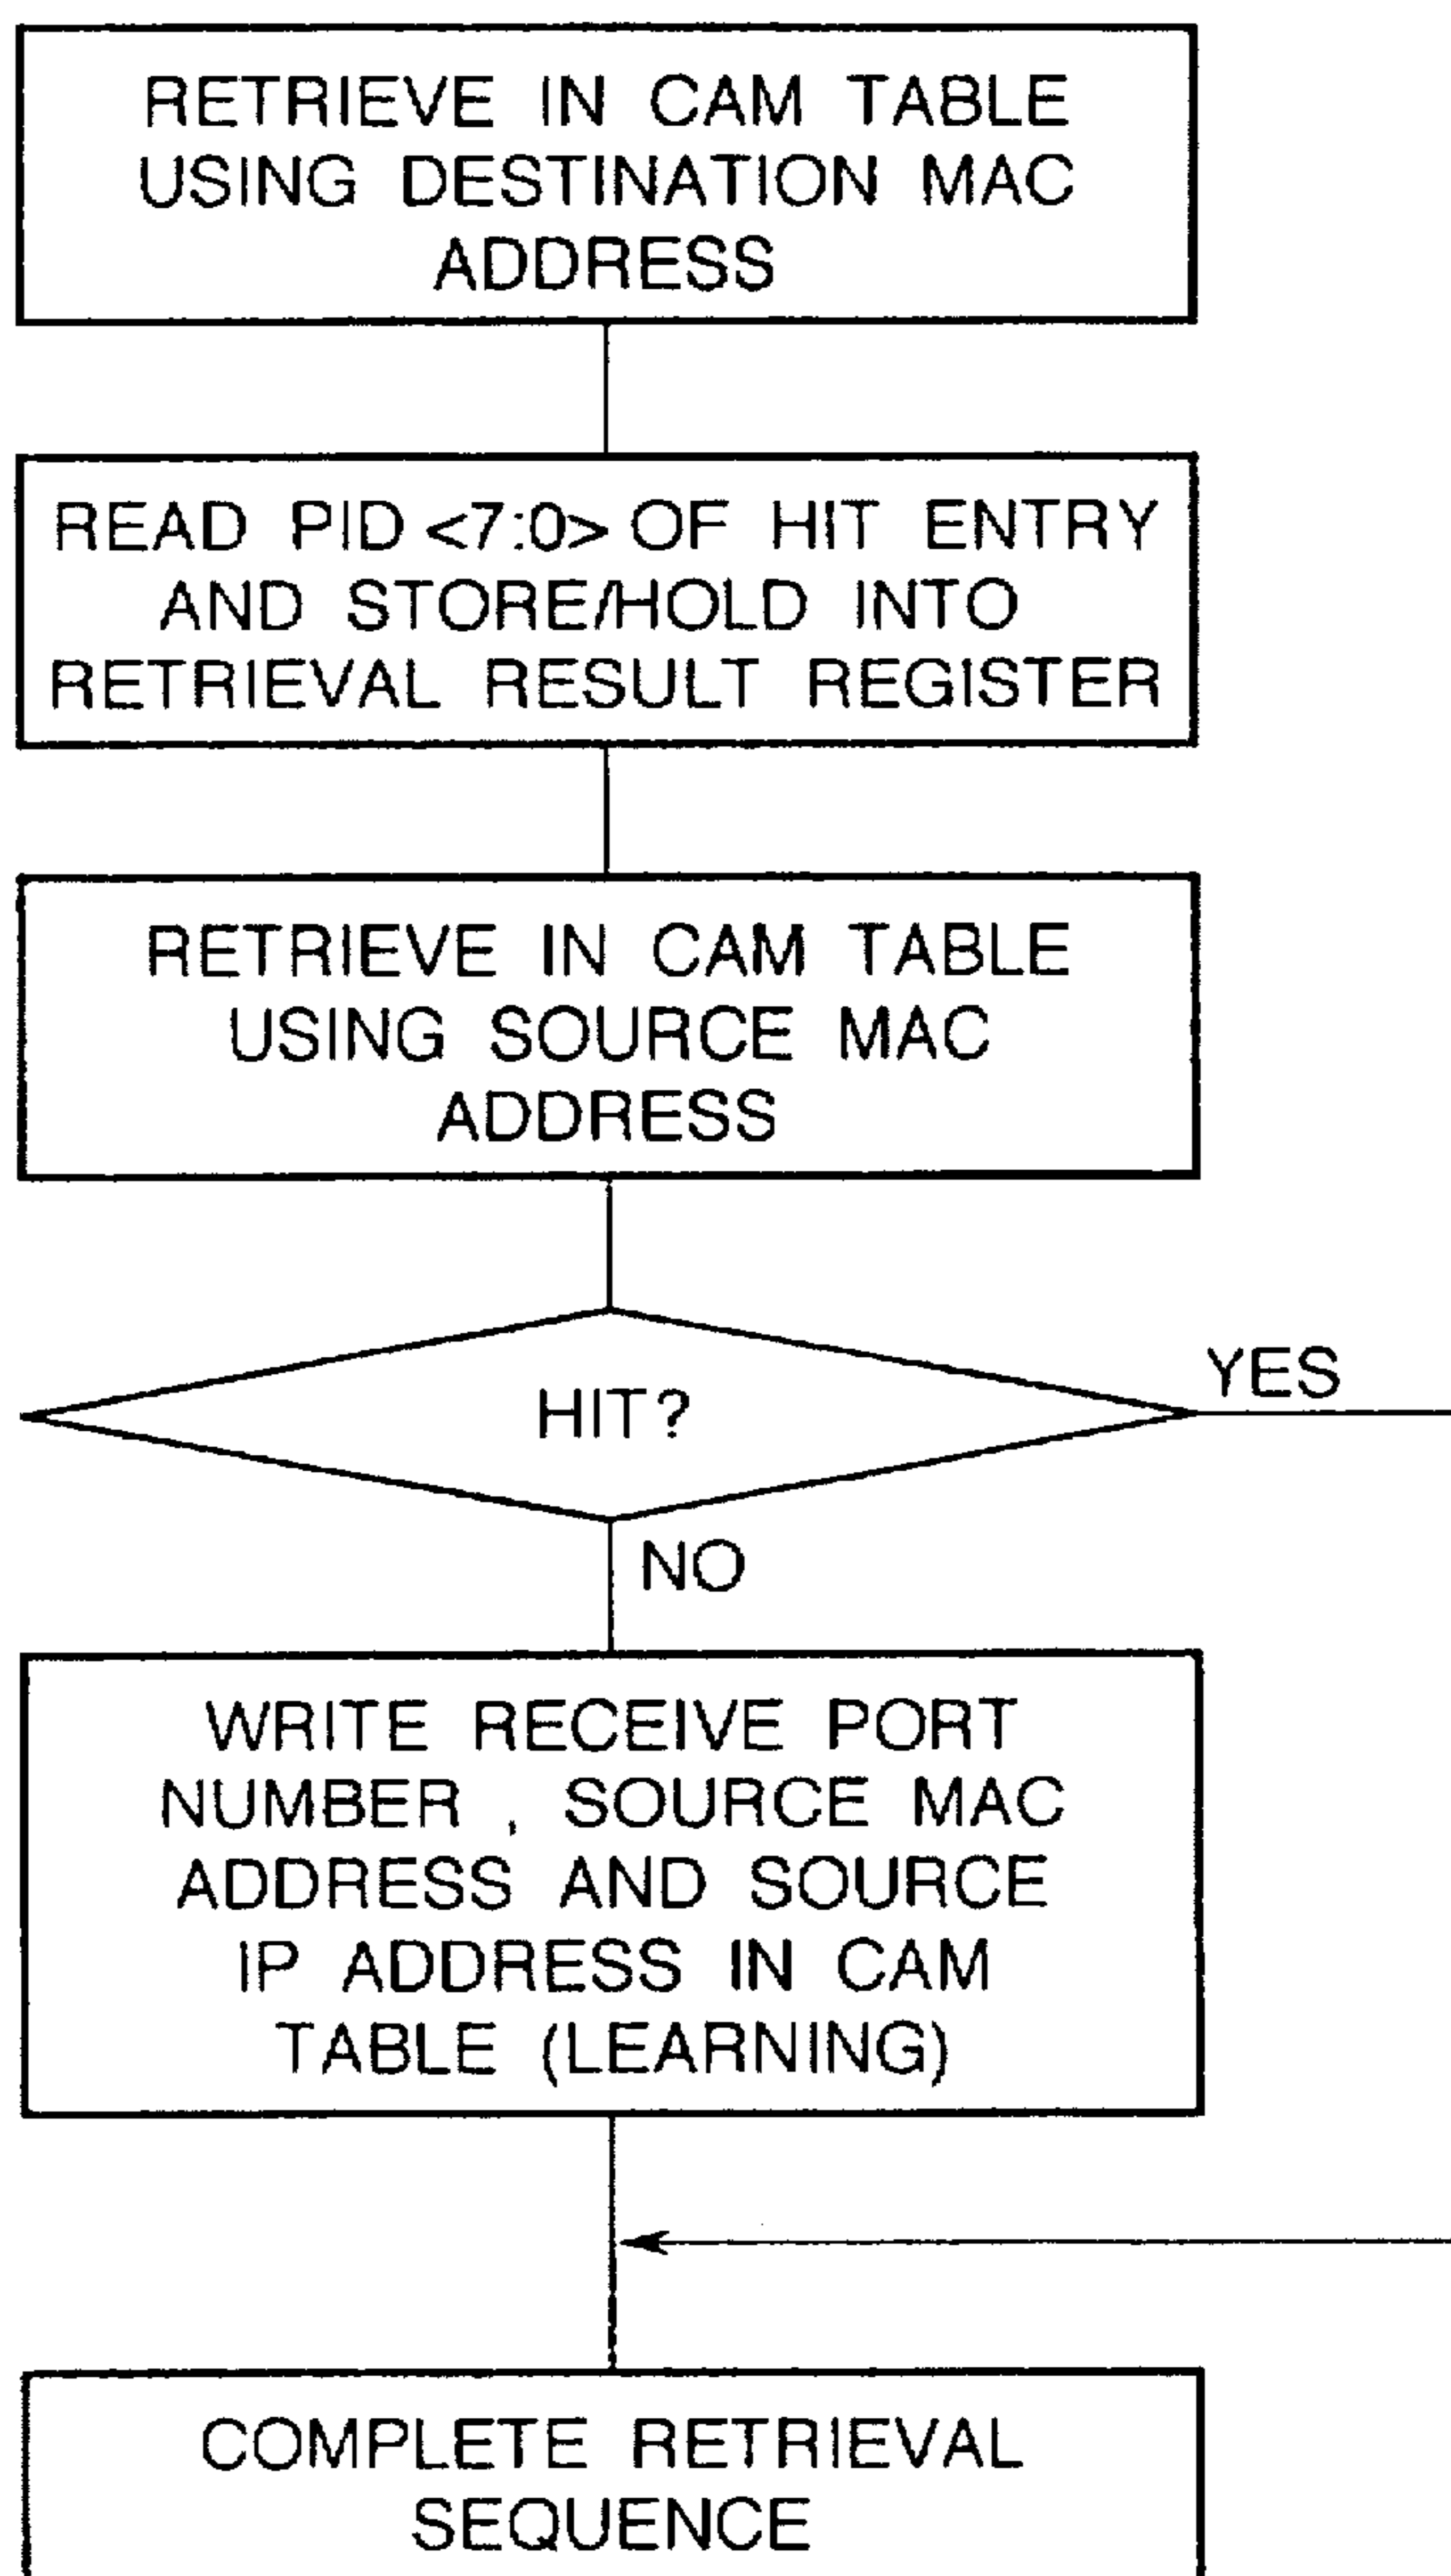 RETRIEVE IN CAM TABLE
USING DESTINATION MAC
ADDRESS
READ PID <7:0> OF HIT ENTRY
AND STORE/HOLD INTO
RETRIEVAL RESULT REGISTER
RETRIEVE IN CAM TABLE
USING SOURCE MAC
ADDRESS
YES
HIT?
NO
WRITE RECEIVE PORT
NUMBER , SOURCE MAC
ADDRESS AND SOURCE
IP ADDRESS IN CAM
TABLE (LEARNING)
COMPLETE RETRIEVAL
SEQUENCE